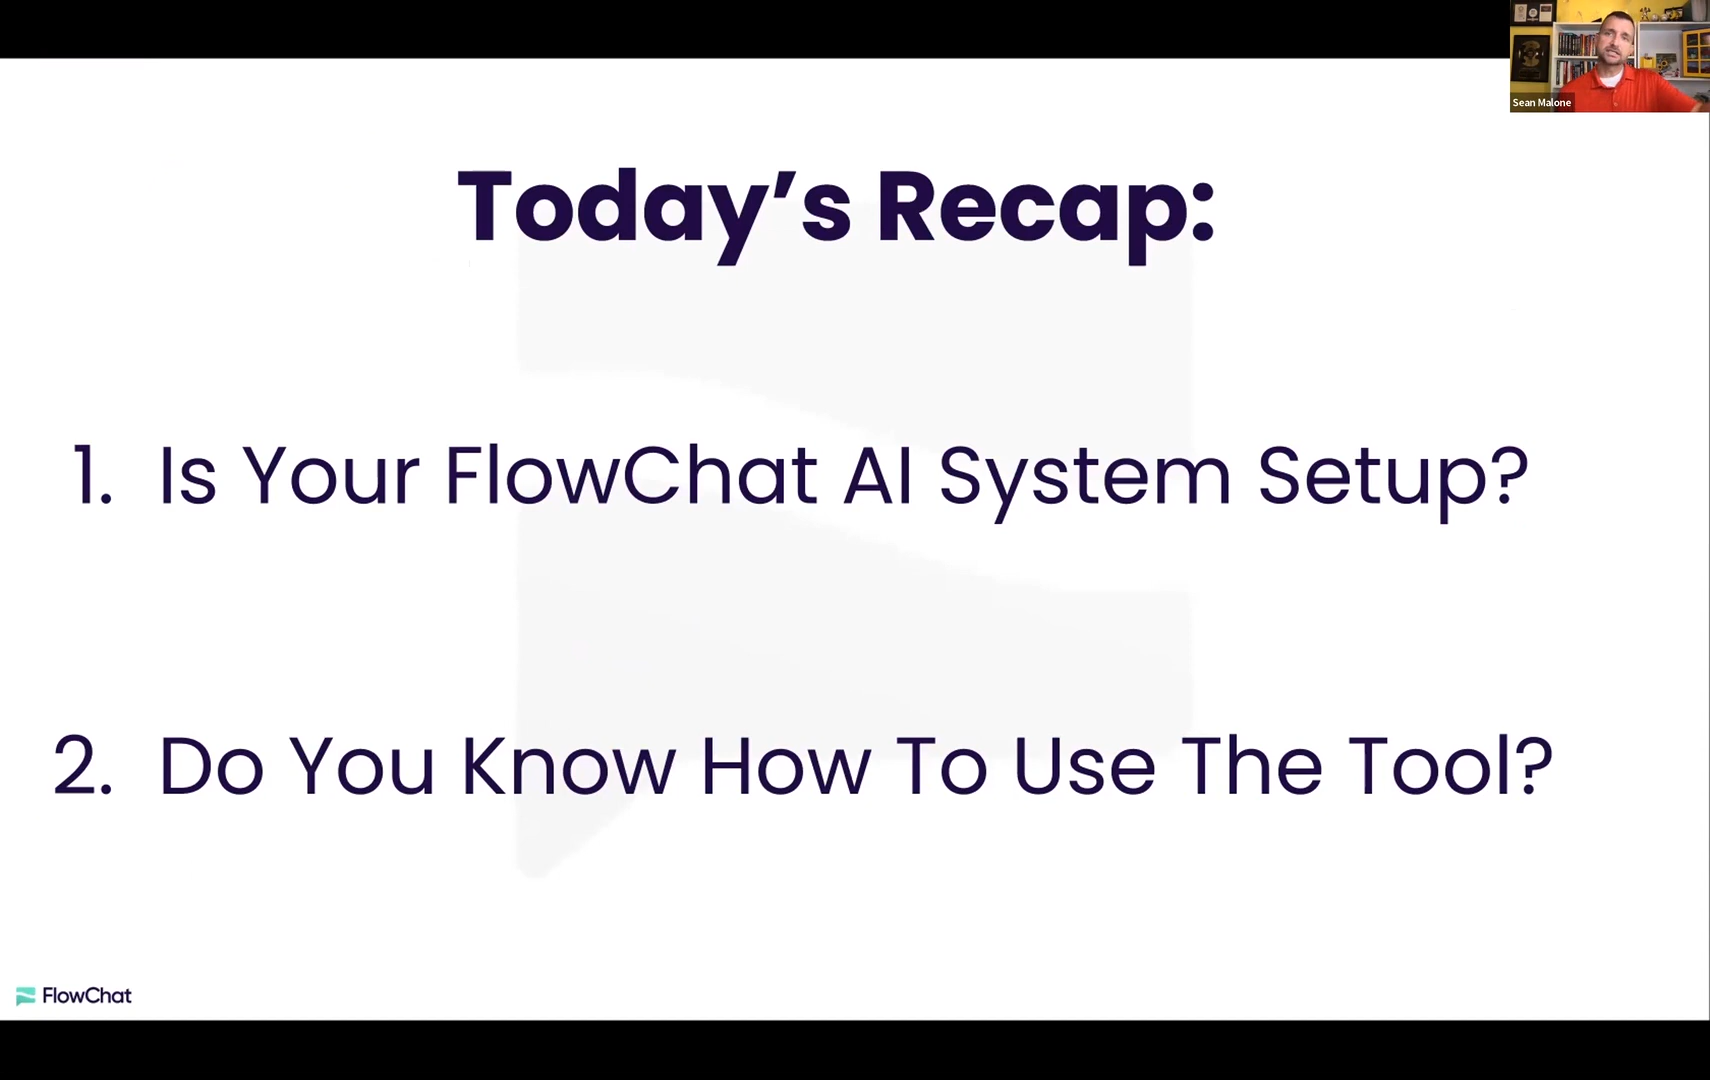 Sean Malone
Today’s Recap:
1. Is Your FlowChat AI System Setup?
2. Do You Know How To Use The Tool?
FlowChat